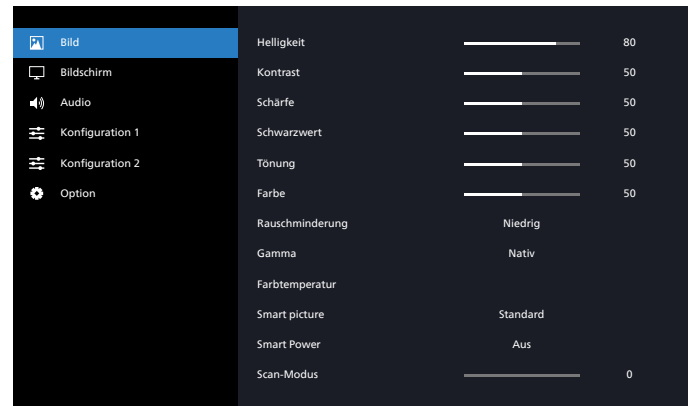 Bild
Bildschirm
Audio
Konfiguration 1
Konfiguration 2
Option
Helligkeit 80
Kontrast 50
Schärfe 50
Schwarzwert 50
Tönung 50
Farbe 50
Rauschminderung Niedrig
Gamma Nativ
Farbtemperatur
Smart picture Standard
Smart Power Aus
Scan-Modus 0